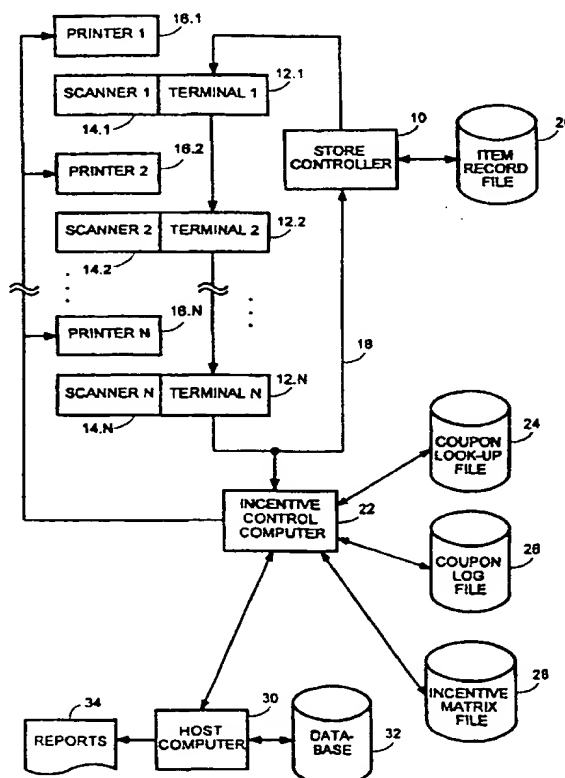 PRINTER 1
16.1
SCANNER 1
TERMINAL 1
12.1
14.1
10
STORE
CONTROLLER
ITEM
RECORD
FILE
16.2
PRINTER 2
SCANNER 2
TERMINAL 2
12.2
14.2
16.N
PRINTER N
18
SCANNER N
TERMINAL N
12.N
14.N
COUPON
LOOK-UP
FILE
24
INCENTIVE
CONTROL
COMPUTER
22
COUPON
LOG
FILE
26
INCENTIVE
MATRIX
FILE
28
34
REPORTS
30
HOST
COMPUTER
DATA-
BASE
32